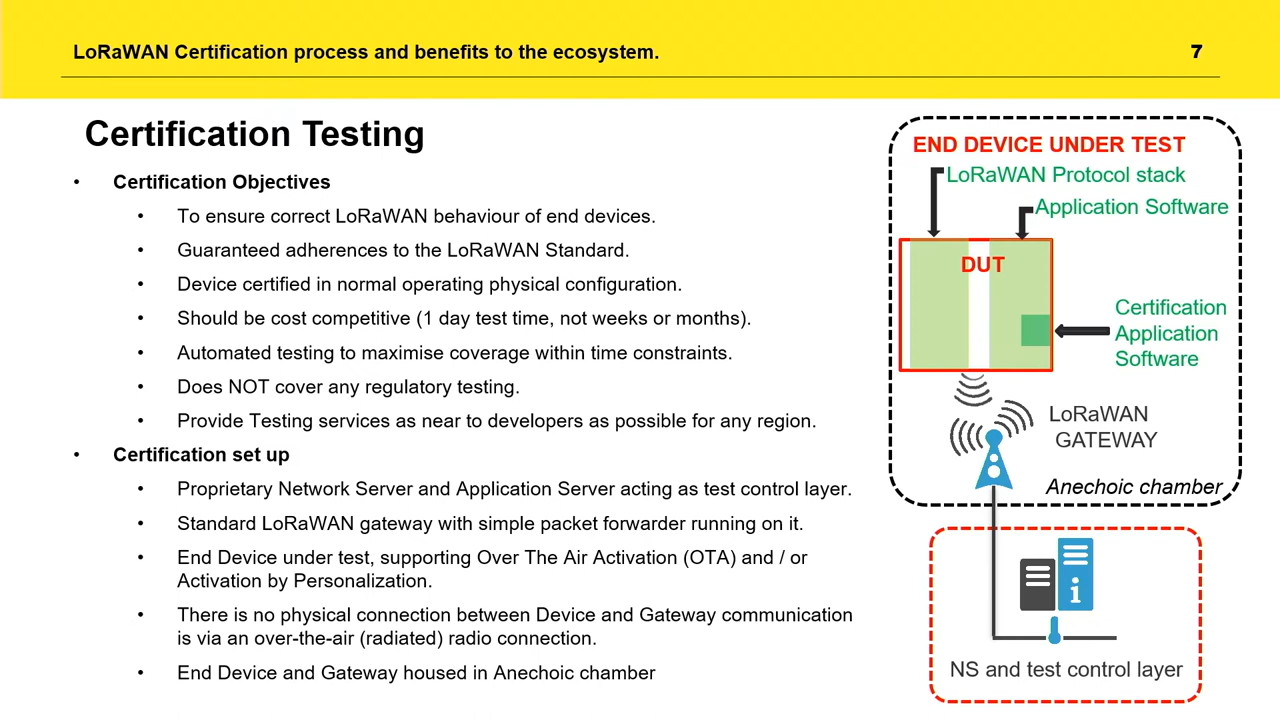 LoRaWAN Certification process and benefits to the ecosystem.
7
Certification Testing
• Certification Objectives
• To ensure correct LoRaWAN behaviour of end devices.
• Guaranteed adherences to the LoRaWAN Standard.
• Device certified in normal operating physical configuration.
• Should be cost competitive (1 day test time, not weeks or months).
• Automated testing to maximise coverage within time constraints.
• Does NOT cover any regulatory testing.
• Provide Testing services as near to developers as possible for any region.
• Certification set up
• Proprietary Network Server and Application Server acting as test control layer.
• Standard LoRaWAN gateway with simple packet forwarder running on it.
• End Device under test, supporting Over The Air Activation (OTA) and / or
Activation by Personalization.
• There is no physical connection between Device and Gateway communication
is via an over-the-air (radiated) radio connection.
• End Device and Gateway housed in Anechoic chamber
END DEVICE UNDER TEST
LoRaWAN Protocol stack
Application Software
DUT
Certification
Application
Software
LoRaWAN
GATEWAY
Anechoic chamber
i
NS and test control layer